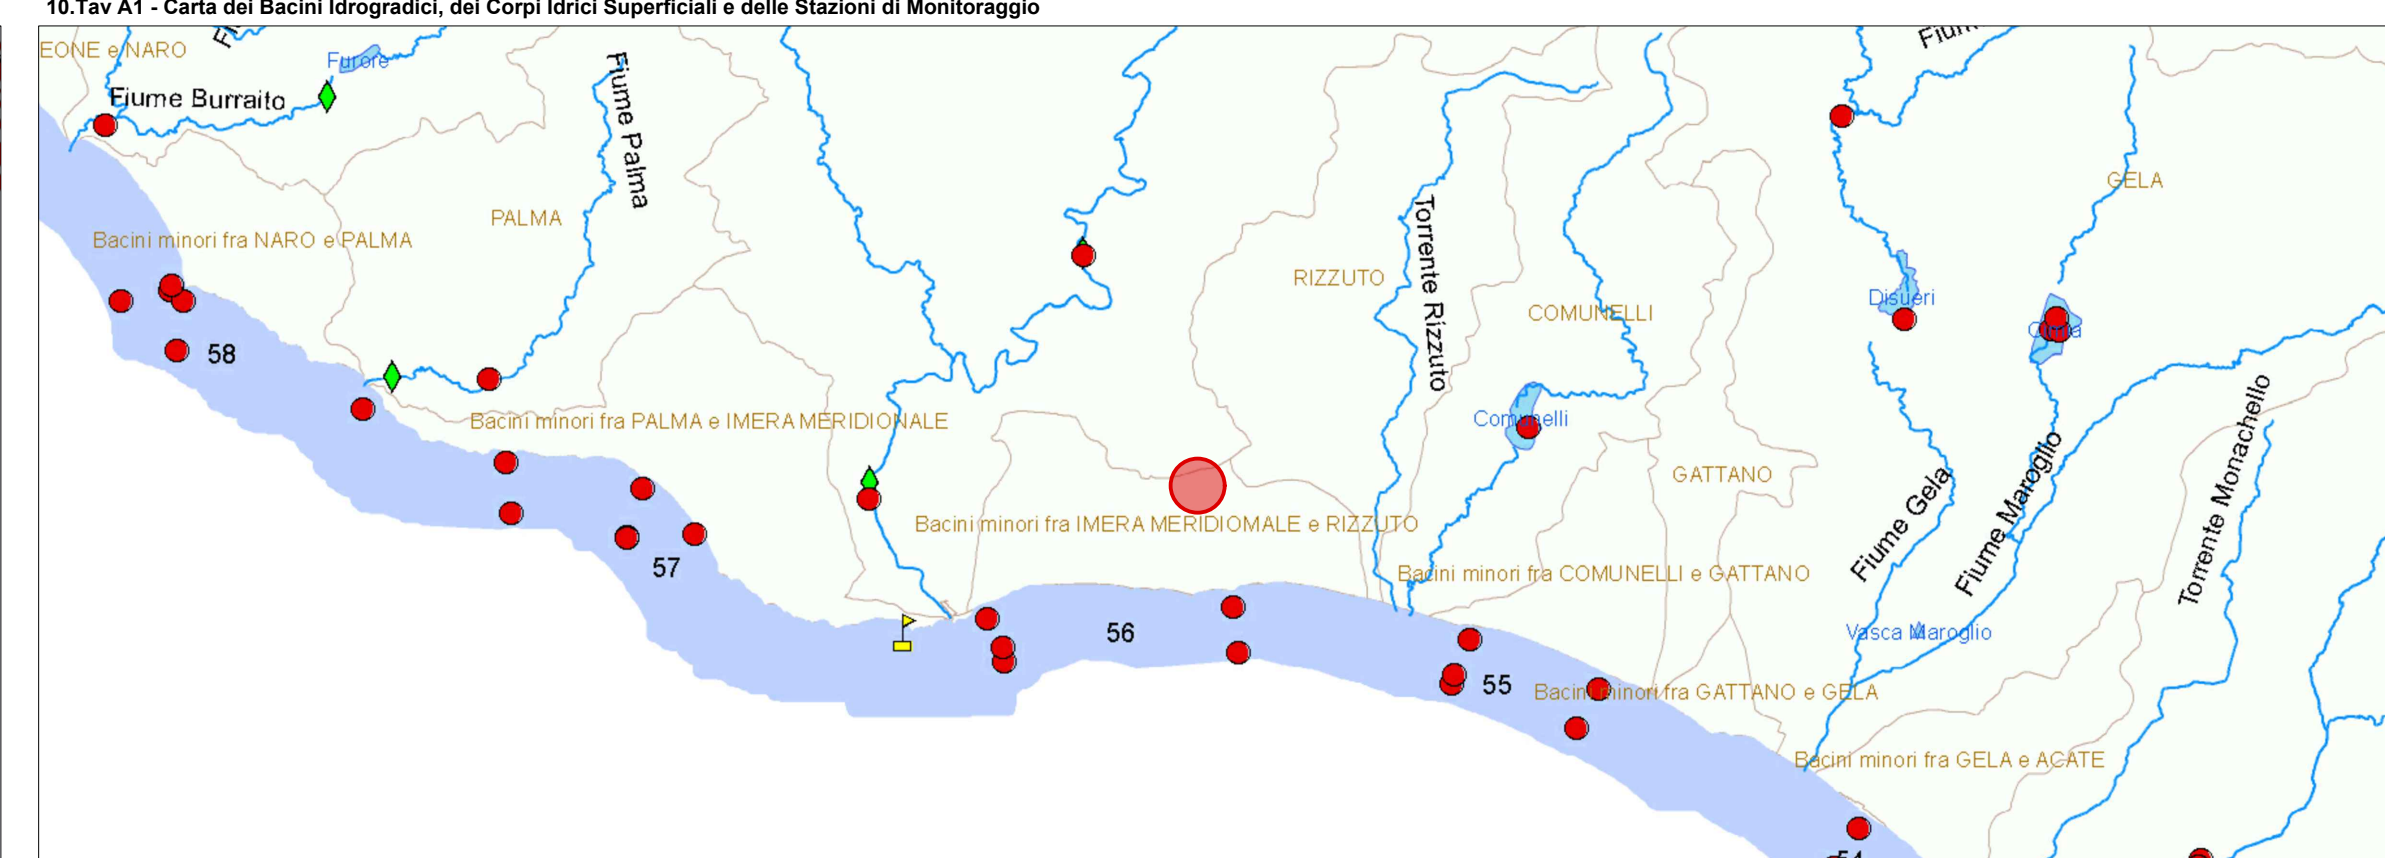 10.Tav A1 - Carta dei Bacini Idrogradici, dei Corpi Idrici Superficiali e delle Stazioni di Monitoraggio
EONE e NARO
Furore
Fiume Burraito
Fiume Palma
PALMA
Bacini minori fra NARO e PALMA
GELA
RIZZUTO
Torrente Rizzuto
COMUNELLI
Disueri
58
Comunelli
Bacini minori fra PALMA e IMERA MERIDIONALE
GATTANO
Fiume Gela
Fiume Maroglio
Torrente Monachello
Bacini minori fra IMERA MERIDIOMALE e RIZZUTO
57
Bacini minori fra COMUNELLI e GATTANO
56
Vasca Maroglio
55
Bacini minori fra GATTANO e GELA
Bacini minori fra GELA e ACATE